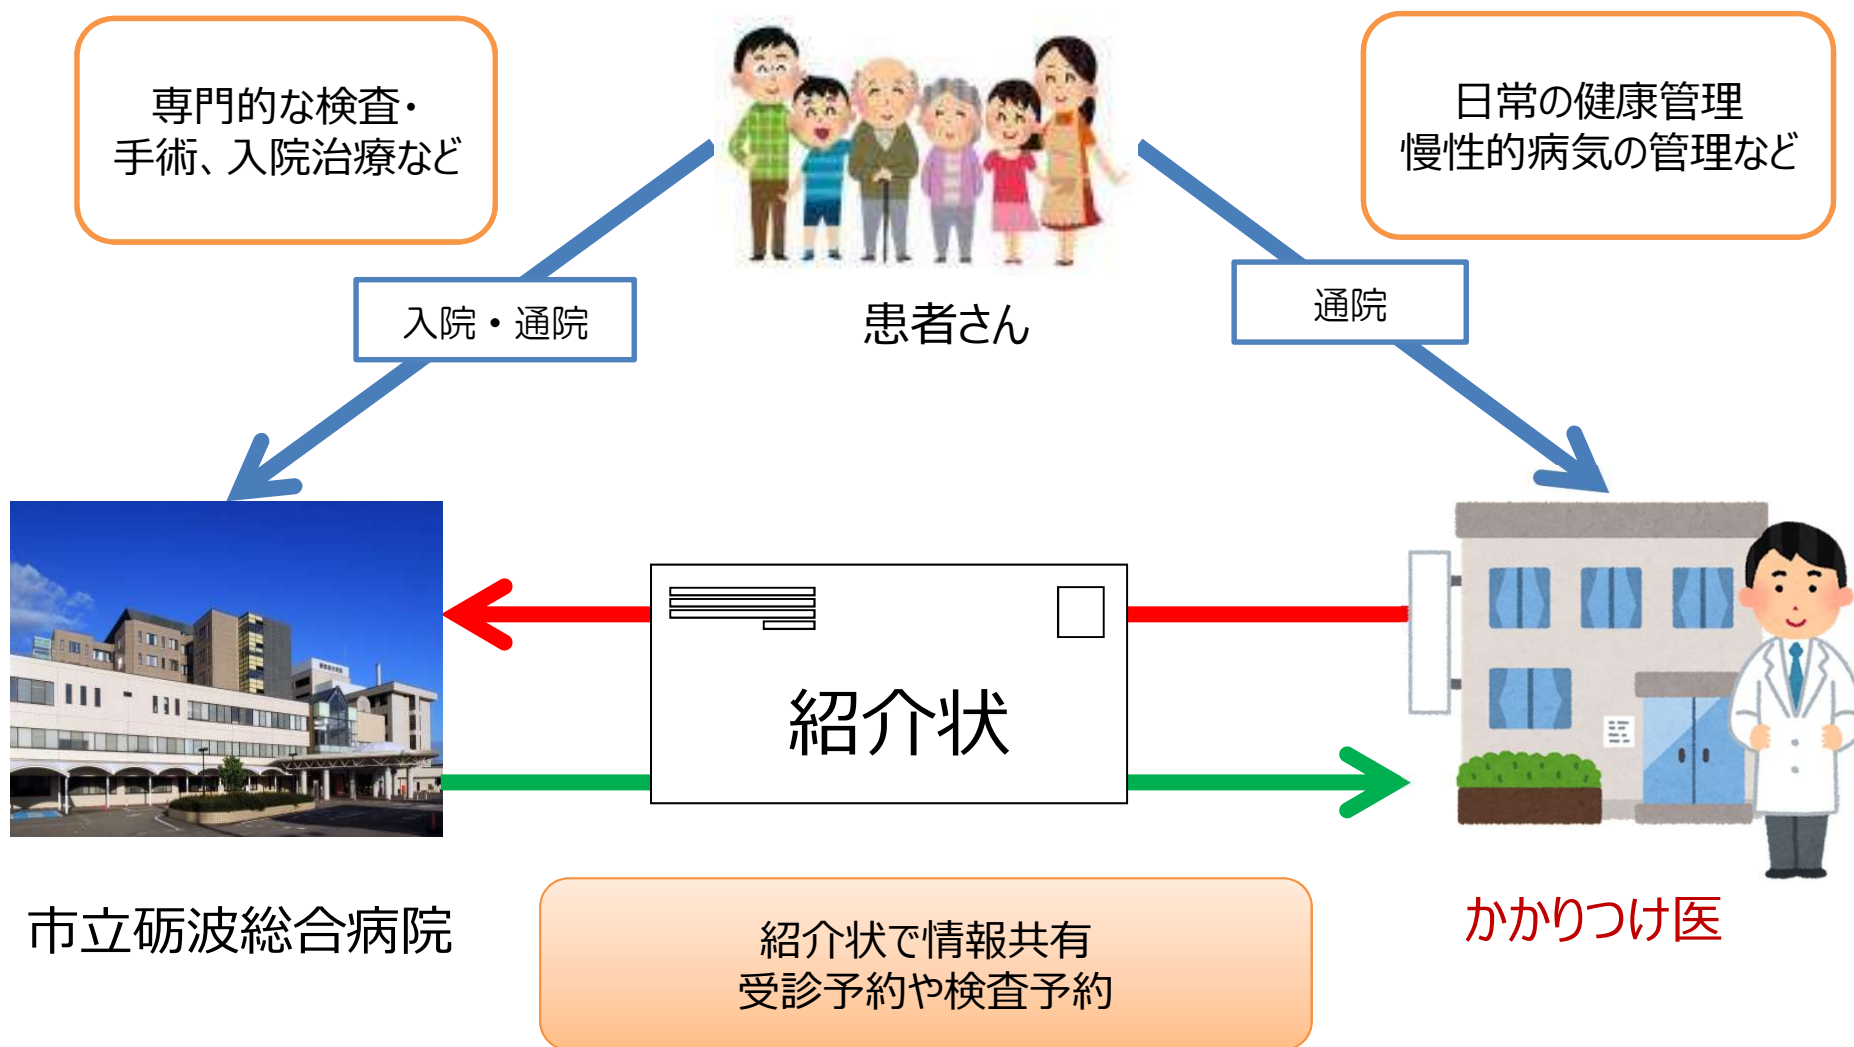 専門的な検査・
手術、入院治療など
日常の健康管理
慢性的病気の管理など
入院・通院
患者さん
通院
紹介状
市立砺波総合病院
かかりつけ医
紹介状で情報共有
受診予約や検査予約